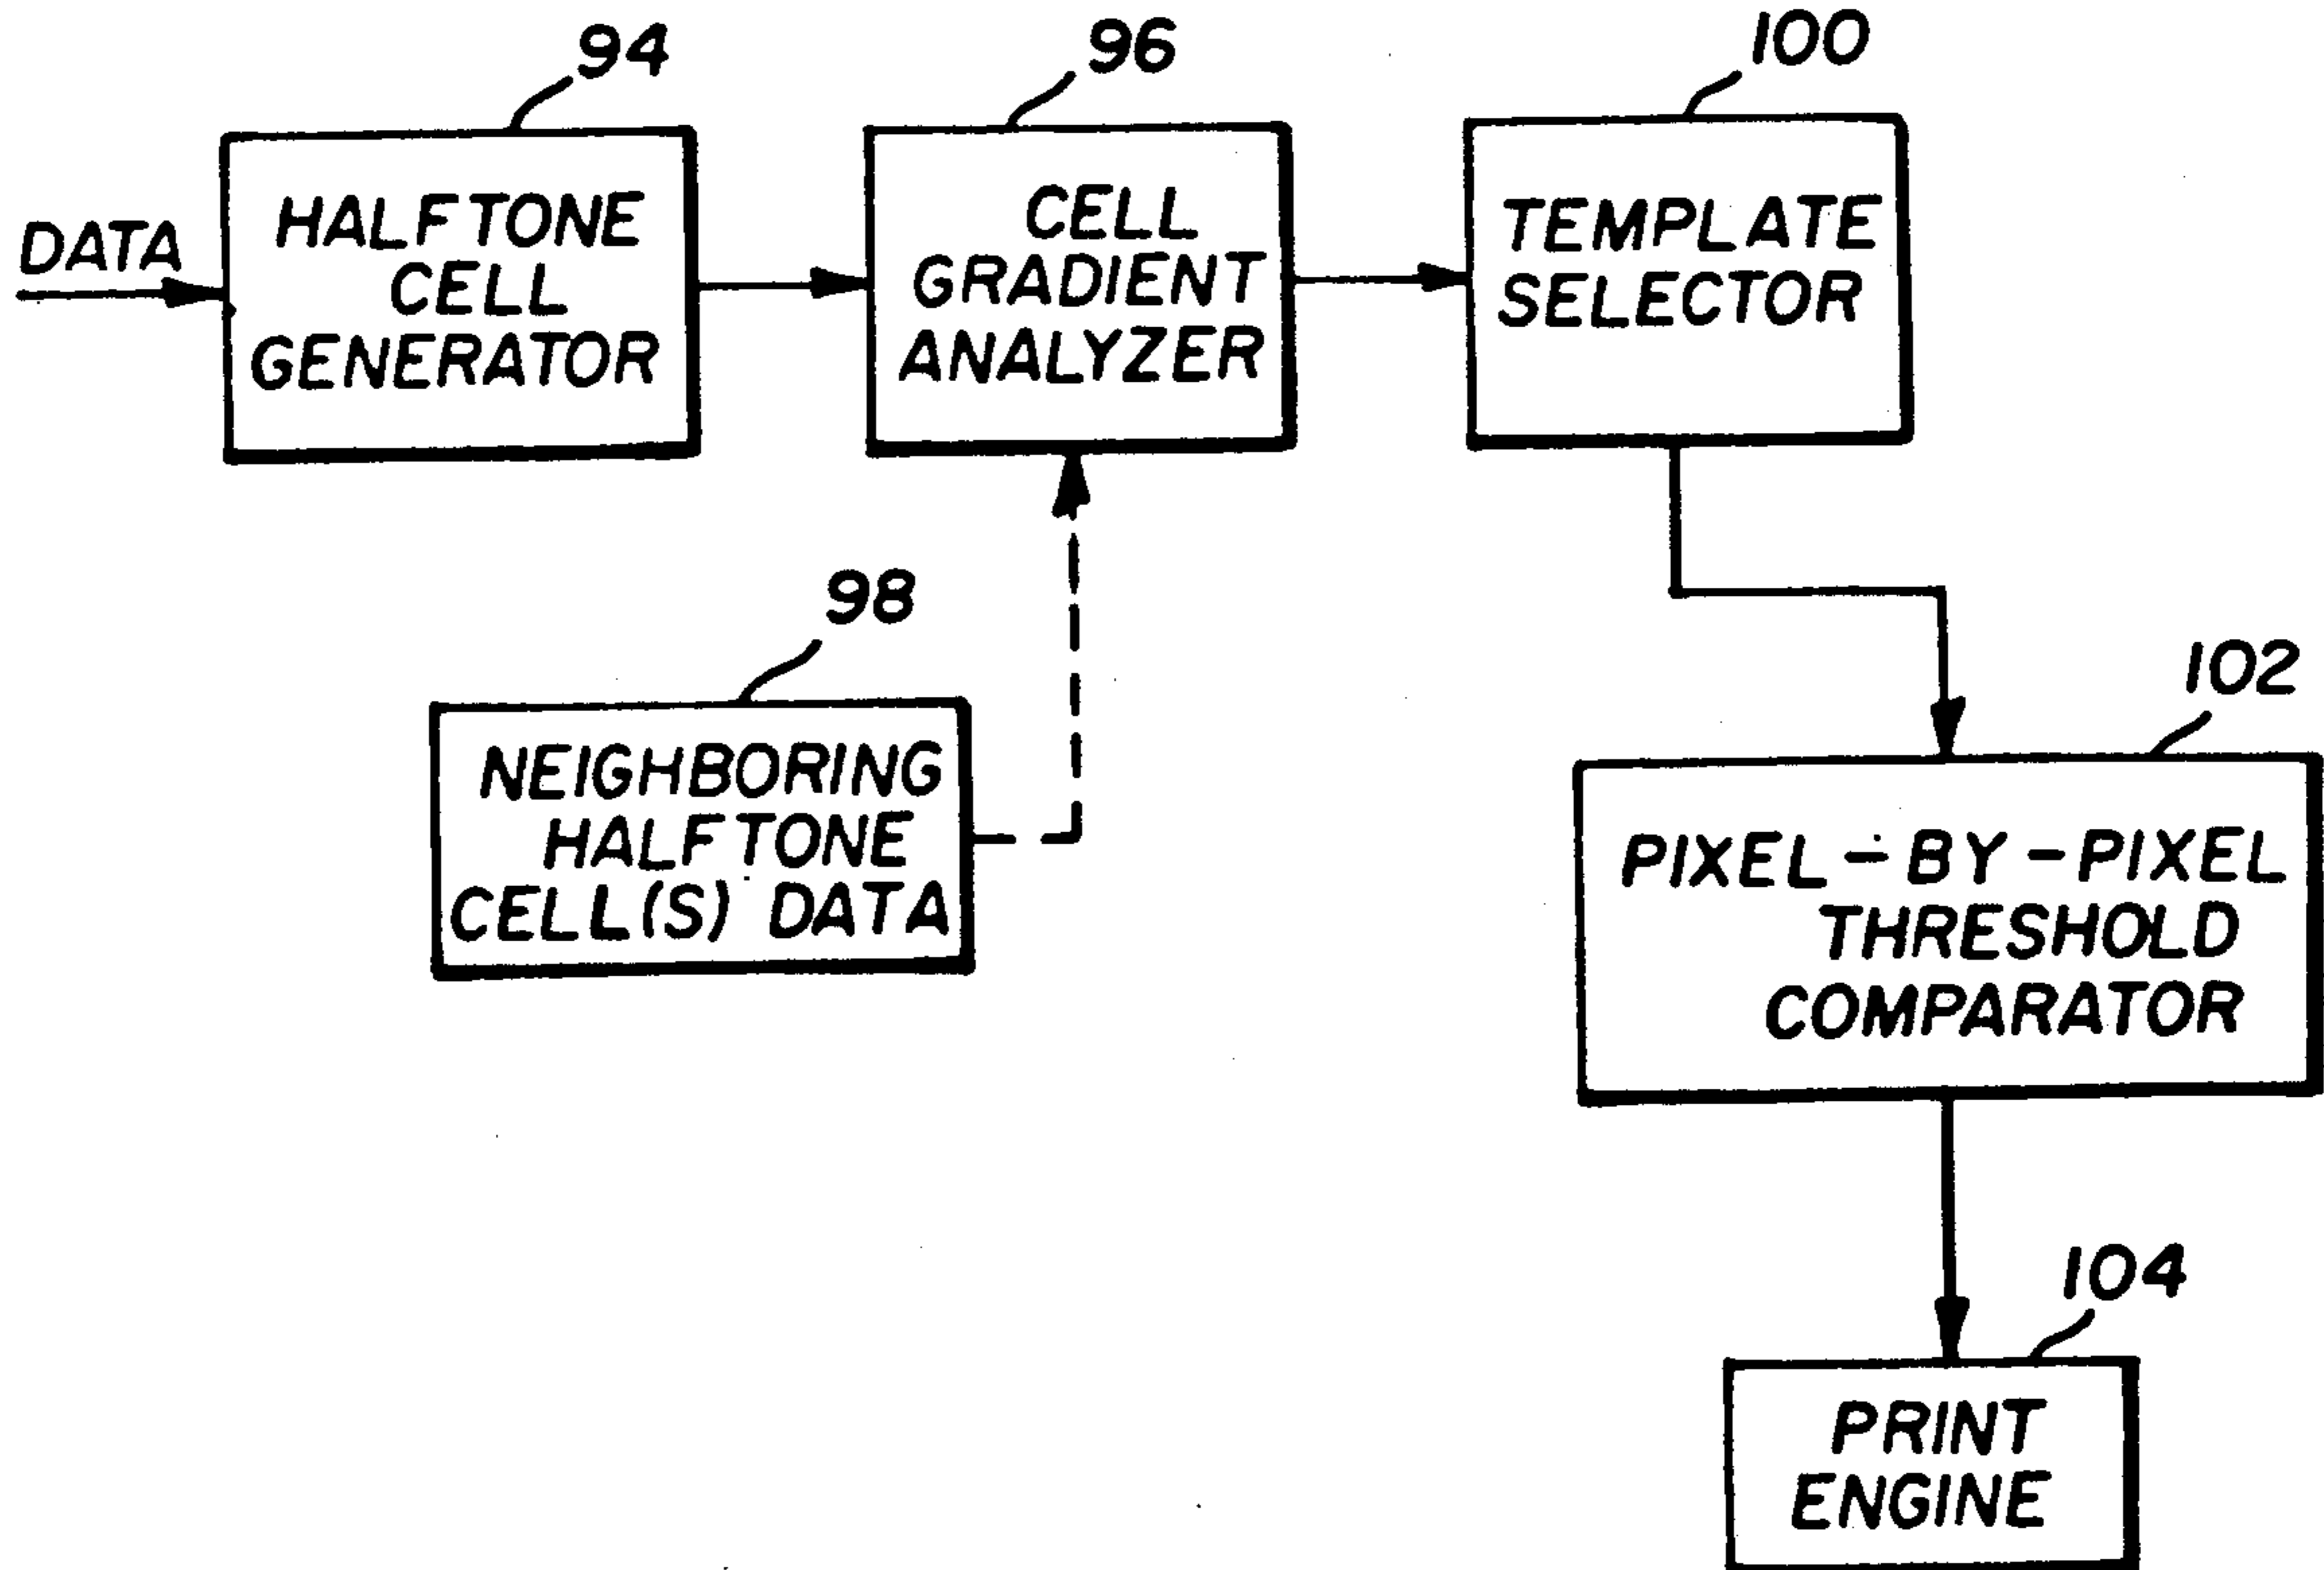 94
96
100
DATA
HALFTONE
CELL
GENERATOR
CELL
GRADIENT
ANALYZER
TEMPLATE
SELECTOR
98
NEIGHBORING
HALFTONE
CELL(S) DATA
102
PIXEL-BY-PIXEL
THRESHOLD
COMPARATOR
104
PRINT
ENGINE